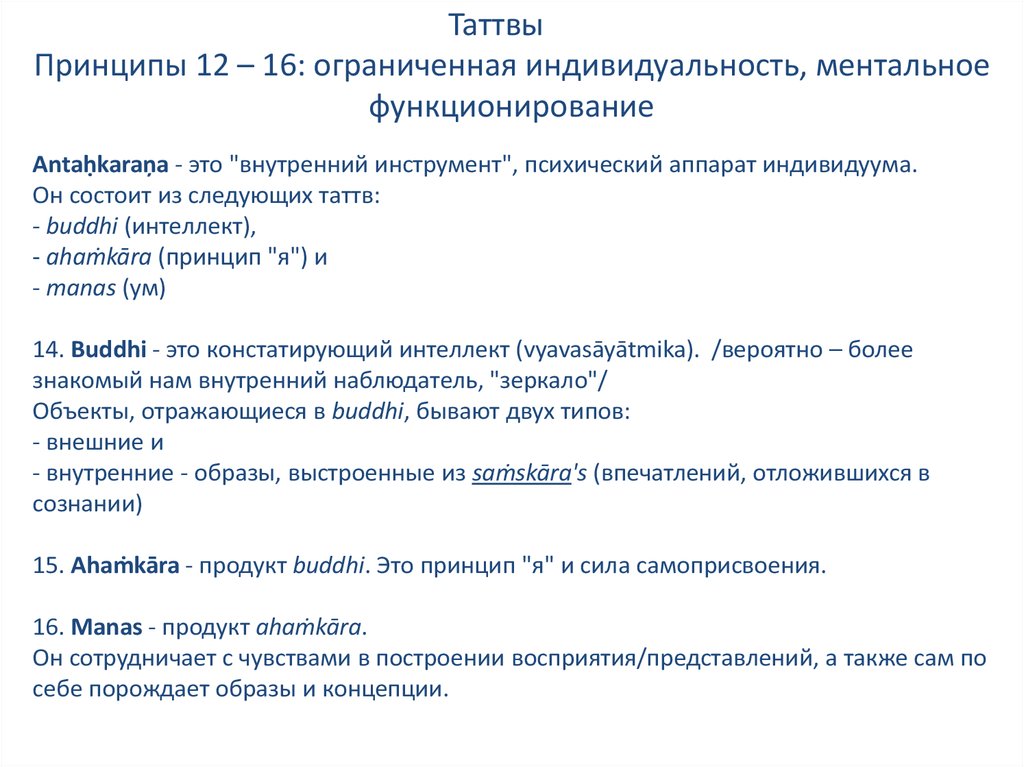 Таттвы
Принципы 12 – 16: ограниченная индивидуальность, ментальное
функционирование
Antaḥkaraṇa - это "внутренний инструмент", психический аппарат индивидуума.
Он состоит из следующих таттв:
- buddhi (интеллект),
- ahaṁkāra (принцип "я") и
- manas (ум)
14. Buddhi - это констатирующий интеллект (vyavasāyātmika). /вероятно – более
знакомый нам внутренний наблюдатель, "зеркало"/
Объекты, отражающиеся в buddhi, бывают двух типов:
- внешние и
- внутренние - образы, выстроенные из saṁskāra's (впечатлений, отложившихся в
сознании)
15. Ahaṁkāra - продукт buddhi. Это принцип "я" и сила самоприсвоения.
16. Manas - продукт ahaṁkāra.
Он сотрудничает с чувствами в построении восприятия/представлений, а также сам по
себе порождает образы и концепции.